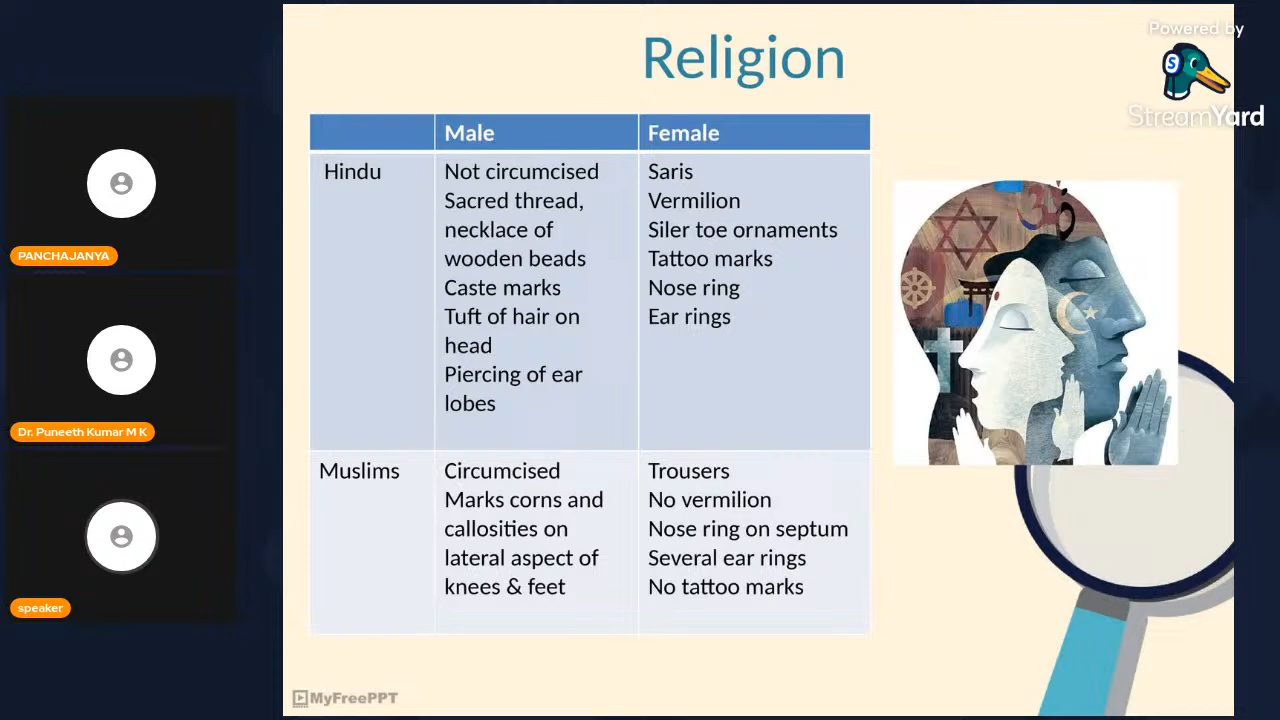 Religion
Male
Female
Hindu
Not circumcised
Sacred thread,
necklace of
wooden beads
Caste marks
Tuft of hair on
head
Piercing of ear
lobes
Saris
Vermilion
Siler toe ornaments
Tattoo marks
Nose ring
Ear rings
Muslims
Circumcised
Marks corns and
callosities on
lateral aspect of
knees & feet
Trousers
No vermilion
Nose ring on septum
Several ear rings
No tattoo marks
PANCHAJANYA
Dr. Puneeth Kumar M K
speaker
Powered by
S
StreamYard
MyFreePPT